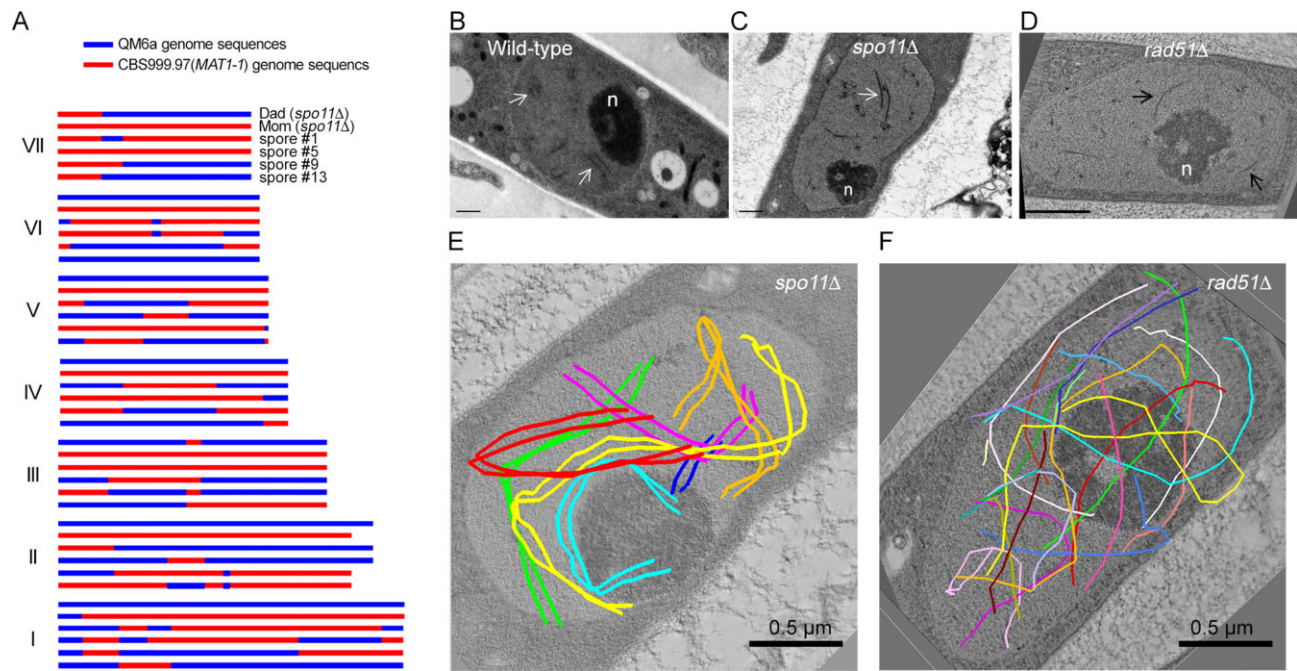 A
QM6a genome sequences
CBS999.97(MAT1-1) genome sequencs
Dad (spo11Δ)
Mom (spo11Δ)
spore #1
spore #5
spore #9
spore #13
VII
VI
V
IV
III
II
I
B
Wild-type
n
C
spo11Δ
n
D
rad51Δ
n
E
spo11Δ
0.5 µm
F
rad51Δ
0.5 µm